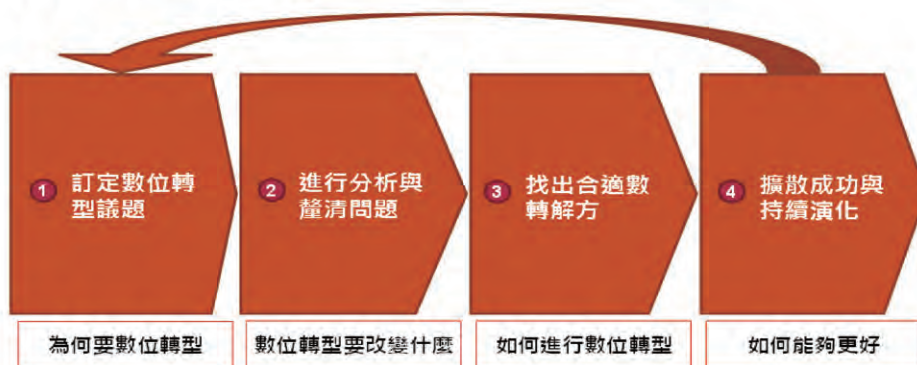 1 訂定數位轉
型議題
2 進行分析與
釐清問題
3 找出合適數
轉解方
4 擴散成功與
持續演化
為何要數位轉型
數位轉型要改變什麼
如何進行數位轉型
如何能夠更好